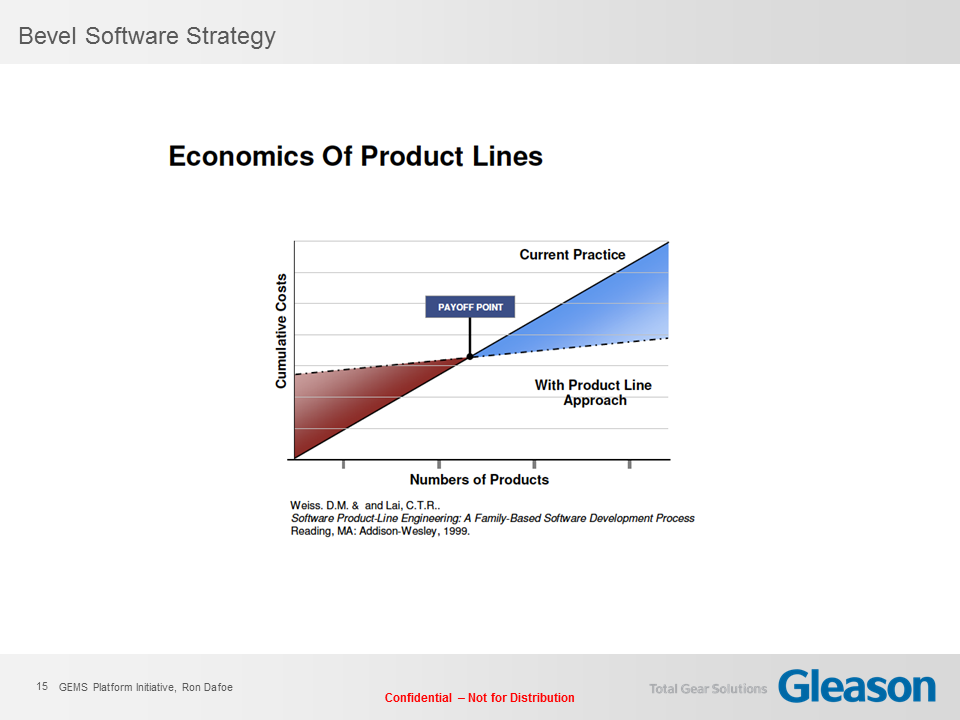 Bevel Software Strategy
Economics Of Product Lines
Current Practice
PAYOFF POINT
Cumulative Costs
With Product Line
Approach
Numbers of Products
Weiss. D.M. & and Lai, C.T.R..
Software Product-Line Engineering: A Family-Based Software Development Process
Reading, MA: Addison-Wesley, 1999.
15 GEMS Platform Initiative, Ron Dafoe
Confidential – Not for Distribution
Total Gear Solutions
Gleason